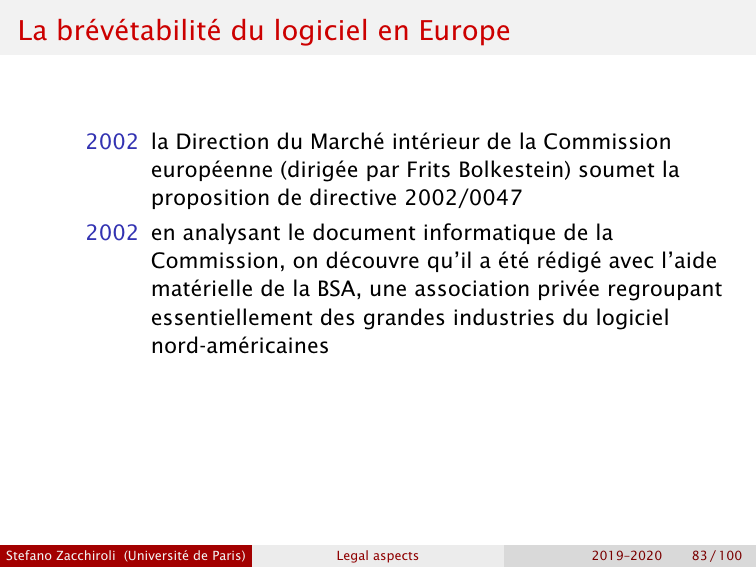 La brévétabilité du logiciel en Europe
2002 la Direction du Marché intérieur de la Commission
européenne (dirigée par Frits Bolkestein) soumet la
proposition de directive 2002/0047
2002 en analysant le document informatique de la
Commission, on découvre qu'il a été rédigé avec l'aide
matérielle de la BSA, une association privée regroupant
essentiellement des grandes industries du logiciel
nord-américaines
Stefano Zacchiroli (Université de Paris) Legal aspects 2019–2020 83 / 100